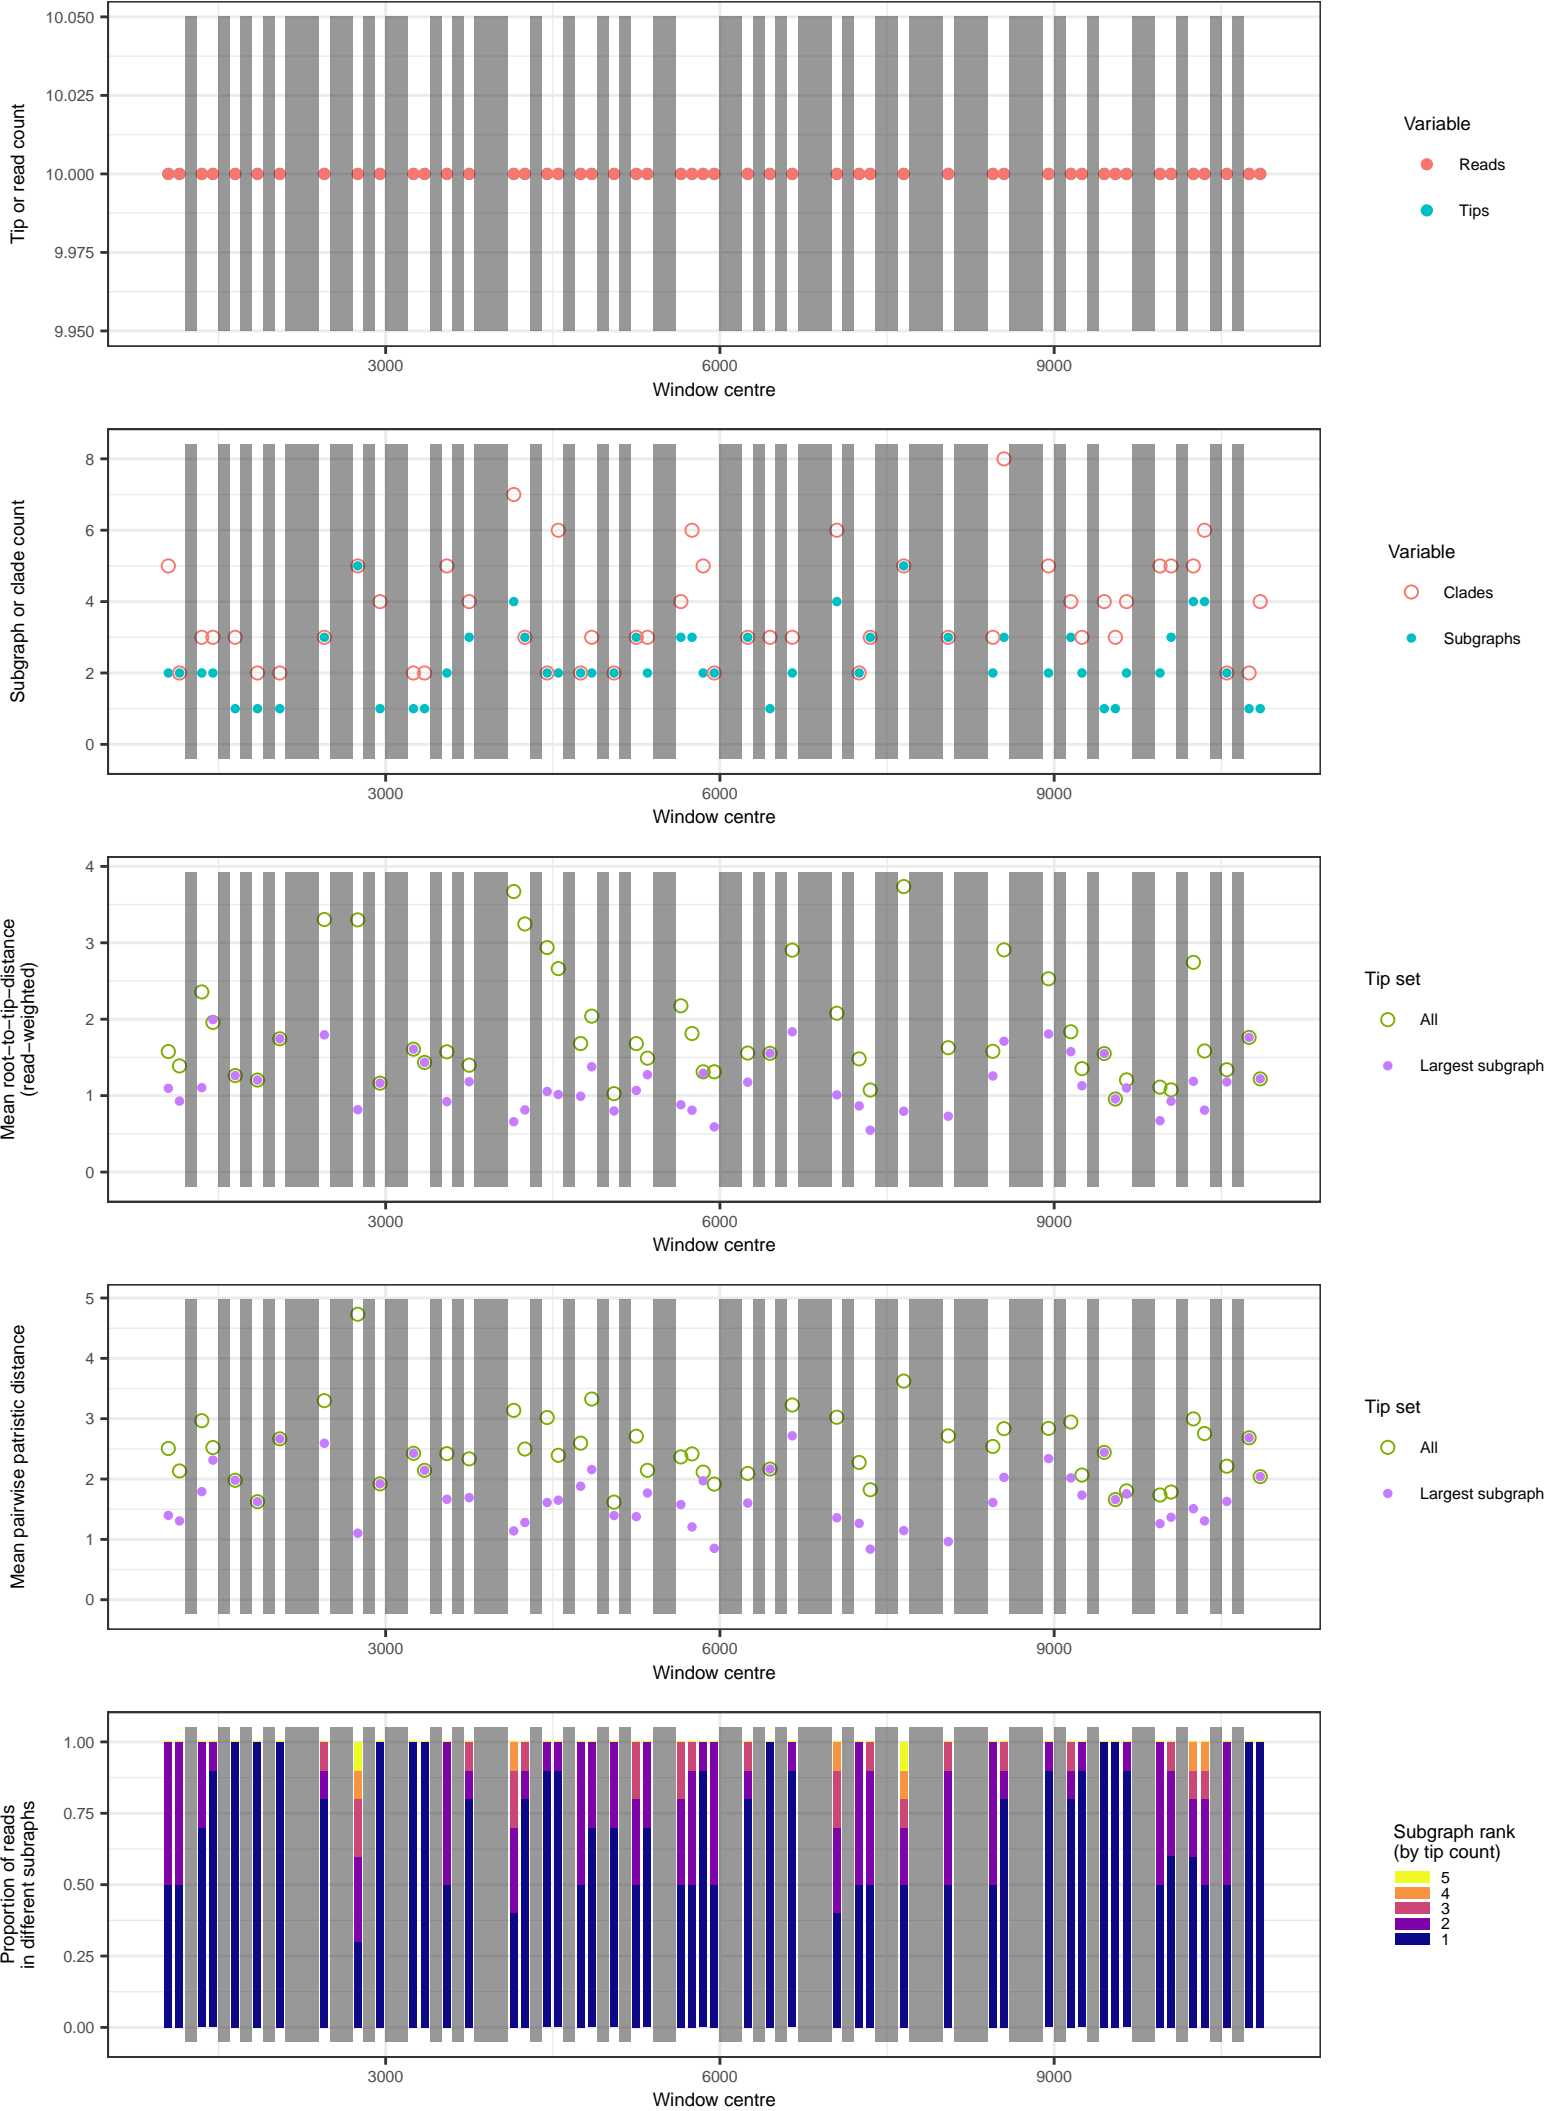 10.050
10.025
10.000
9.975
9.950
Tip or read count
3000 6000 9000
Window centre
Variable
Reads
Tips
8
6
4
2
0
Subgraph or clade count
3000 6000 9000
Window centre
Variable
Clades
Subgraphs
4
3
2
1
0
Mean root−to−tip−distance
(read−weighted)
3000 6000 9000
Window centre
Tip set
All
Largest subgraph
5
4
3
2
1
0
Mean pairwise patristic distance
3000 6000 9000
Window centre
Tip set
All
Largest subgraph
1.00
0.75
0.50
0.25
0.00
Proportion of reads
in different subraphs
3000 6000 9000
Window centre
Subgraph rank
(by tip count)
5
4
3
2
1